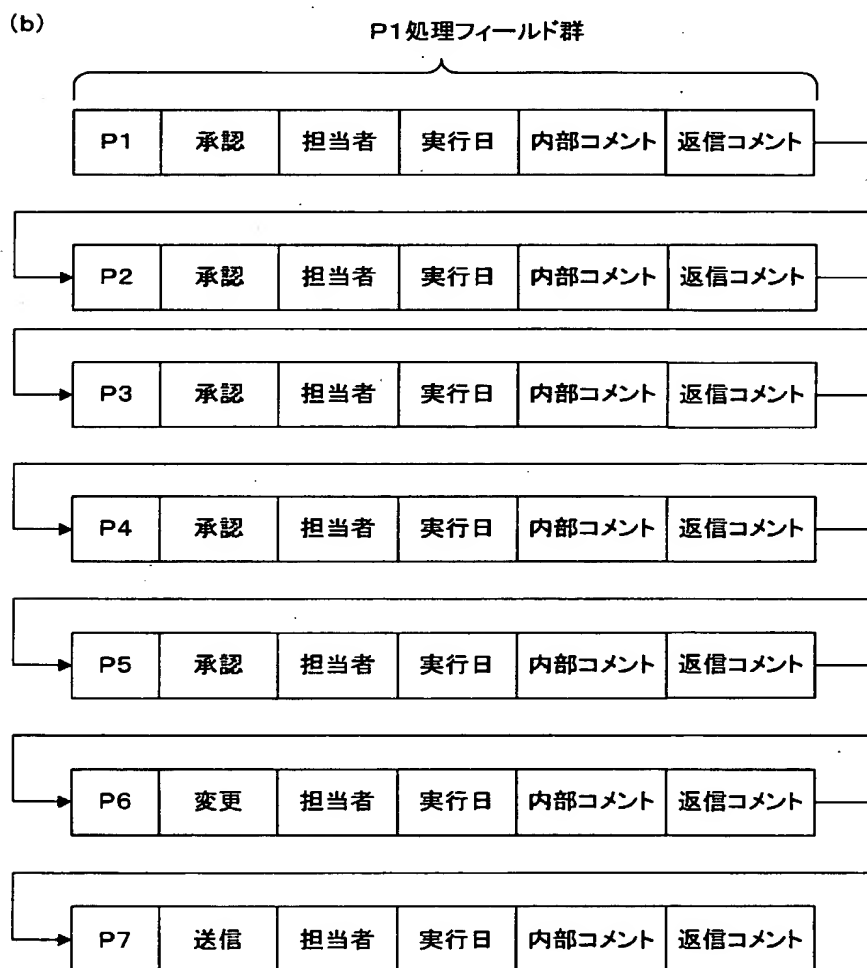 (b)
P1処理フィールド群
P1 承認 担当者 実行日 内部コメント 返信コメント
P2 承認 担当者 実行日 内部コメント 返信コメント
P3 承認 担当者 実行日 内部コメント 返信コメント
P4 承認 担当者 実行日 内部コメント 返信コメント
P5 承認 担当者 実行日 内部コメント 返信コメント
P6 変更 担当者 実行日 内部コメント 返信コメント
P7 送信 担当者 実行日 内部コメント 返信コメント